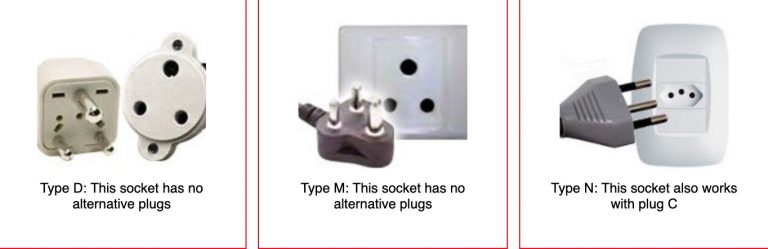 Type D: This socket has no
alternative plugs
Type M: This socket has no
alternative plugs
Type N: This socket also works
with plug C